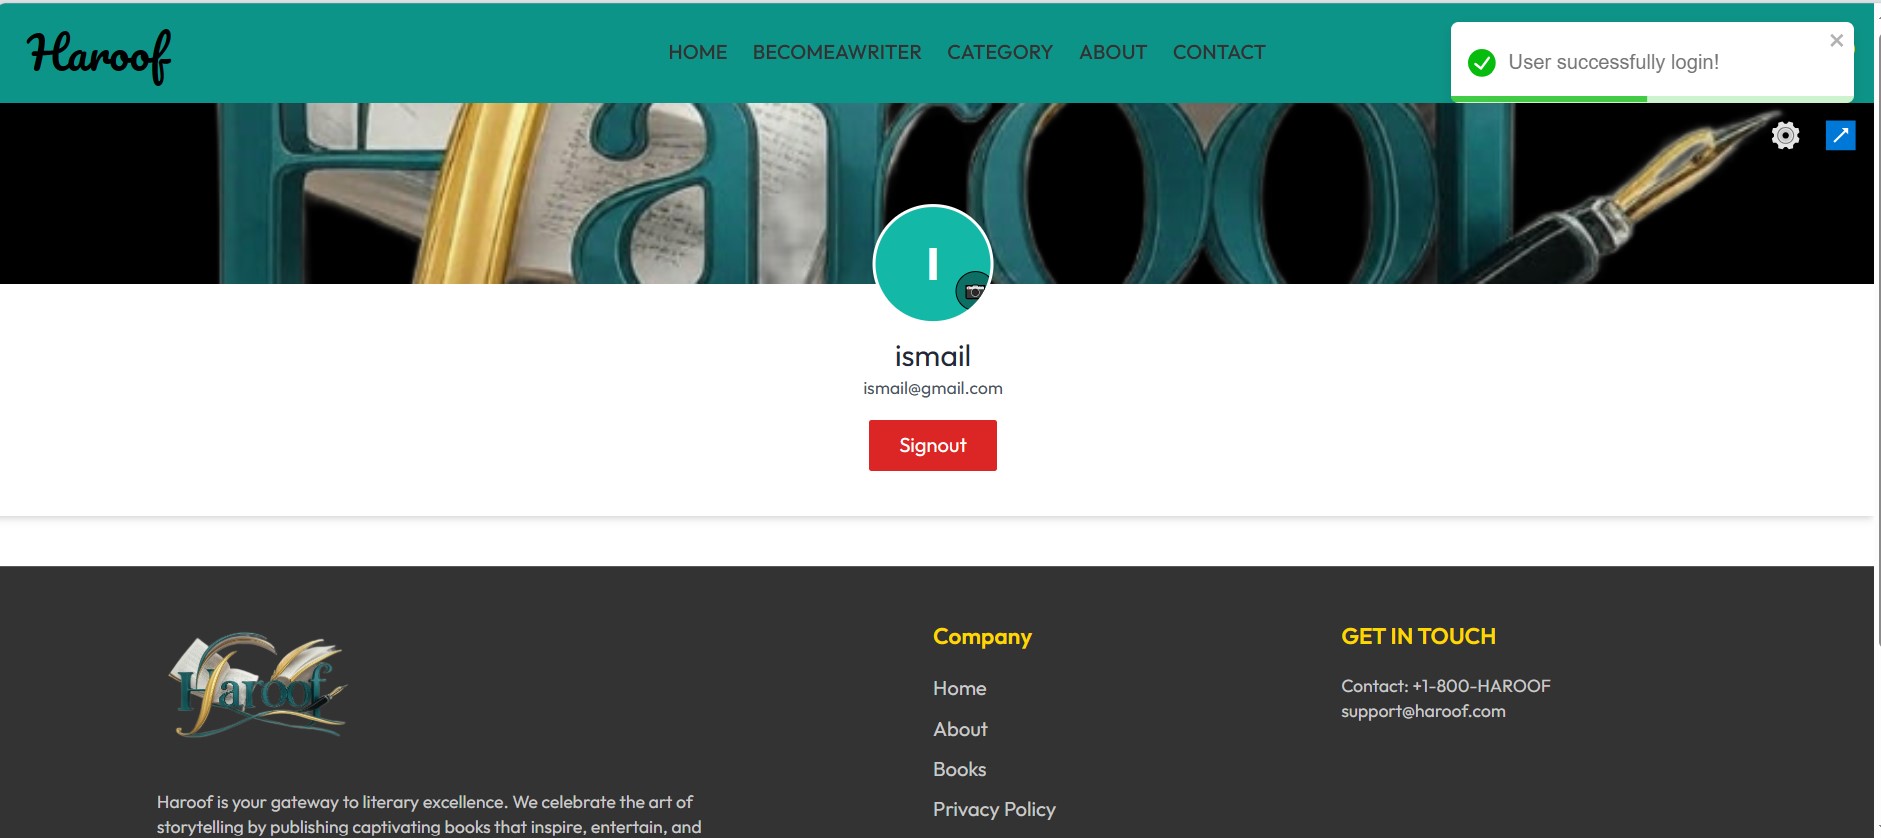 Haroof
HOME BECOMEAWRITER CATEGORY ABOUT CONTACT
User successfully login!
Haroof
I
ismail
ismail@gmail.com
Signout
Haroof
Company
GET IN TOUCH
Home
Contact: +1-800-HAROOF
About
support@haroof.com
Books
Privacy Policy
Haroof is your gateway to literary excellence. We celebrate the art of
storytelling by publishing captivating books that inspire, entertain, and